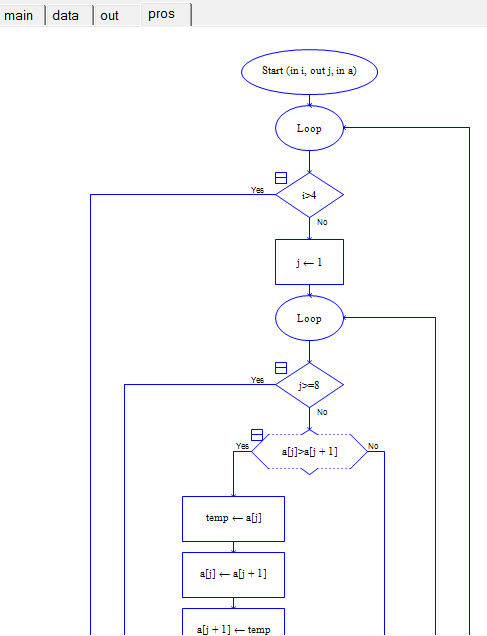 main data out pros
Start (in i, out j, in a)
Loop
i>4
Yes
No
j ← 1
Loop
j>=8
Yes
No
a[j]>a[j + 1]
Yes
No
temp ← a[j]
a[j] ← a[j + 1]
a[j + 1] ← temp